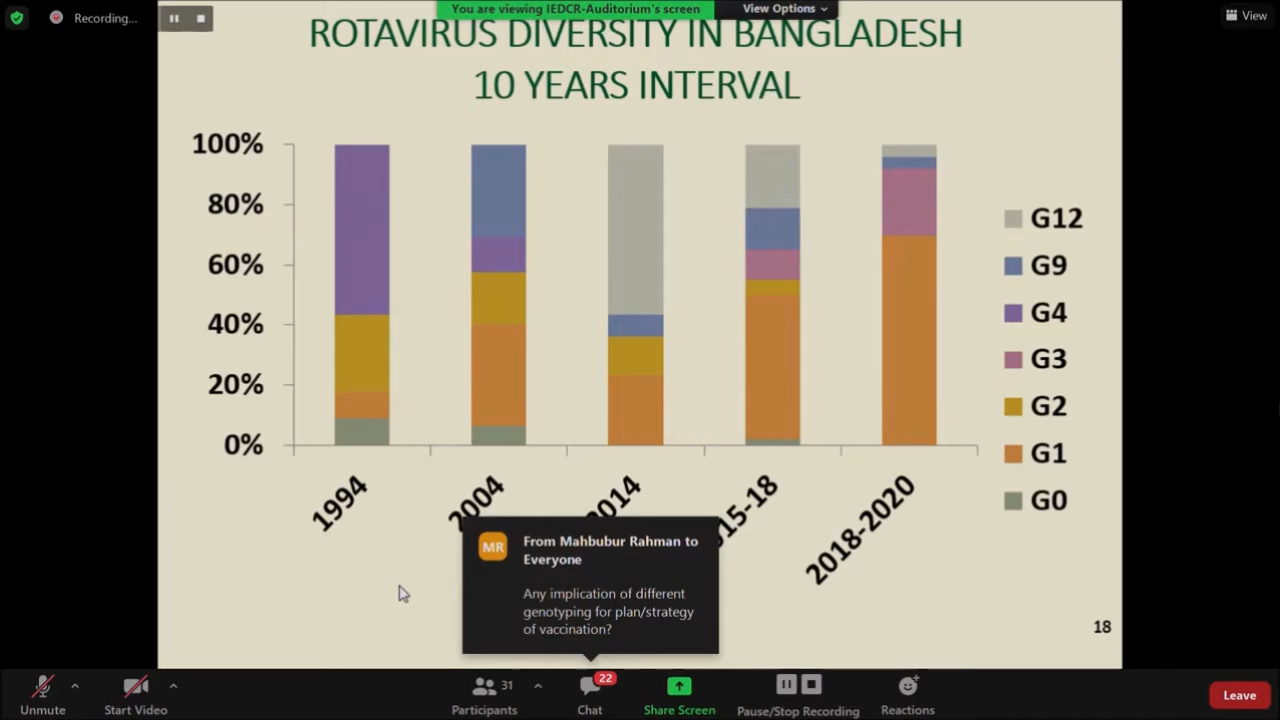 Recording...
You are viewing IEDCR-Auditorium's screen
View Options
View
ROTAVIRUS DIVERSITY IN BANGLADESH
10 YEARS INTERVAL
100%
80%
60%
40%
20%
0%
1994
2004
2014
15-18
2018-2020
G12
G9
G4
G3
G2
G1
G0
MR
From Mahbubur Rahman to
Everyone
Any implication of different
genotyping for plan/strategy
of vaccination?
18
Unmute
Start Video
31
Participants
22
Chat
Share Screen
Pause/Stop Recording
Reactions
Leave